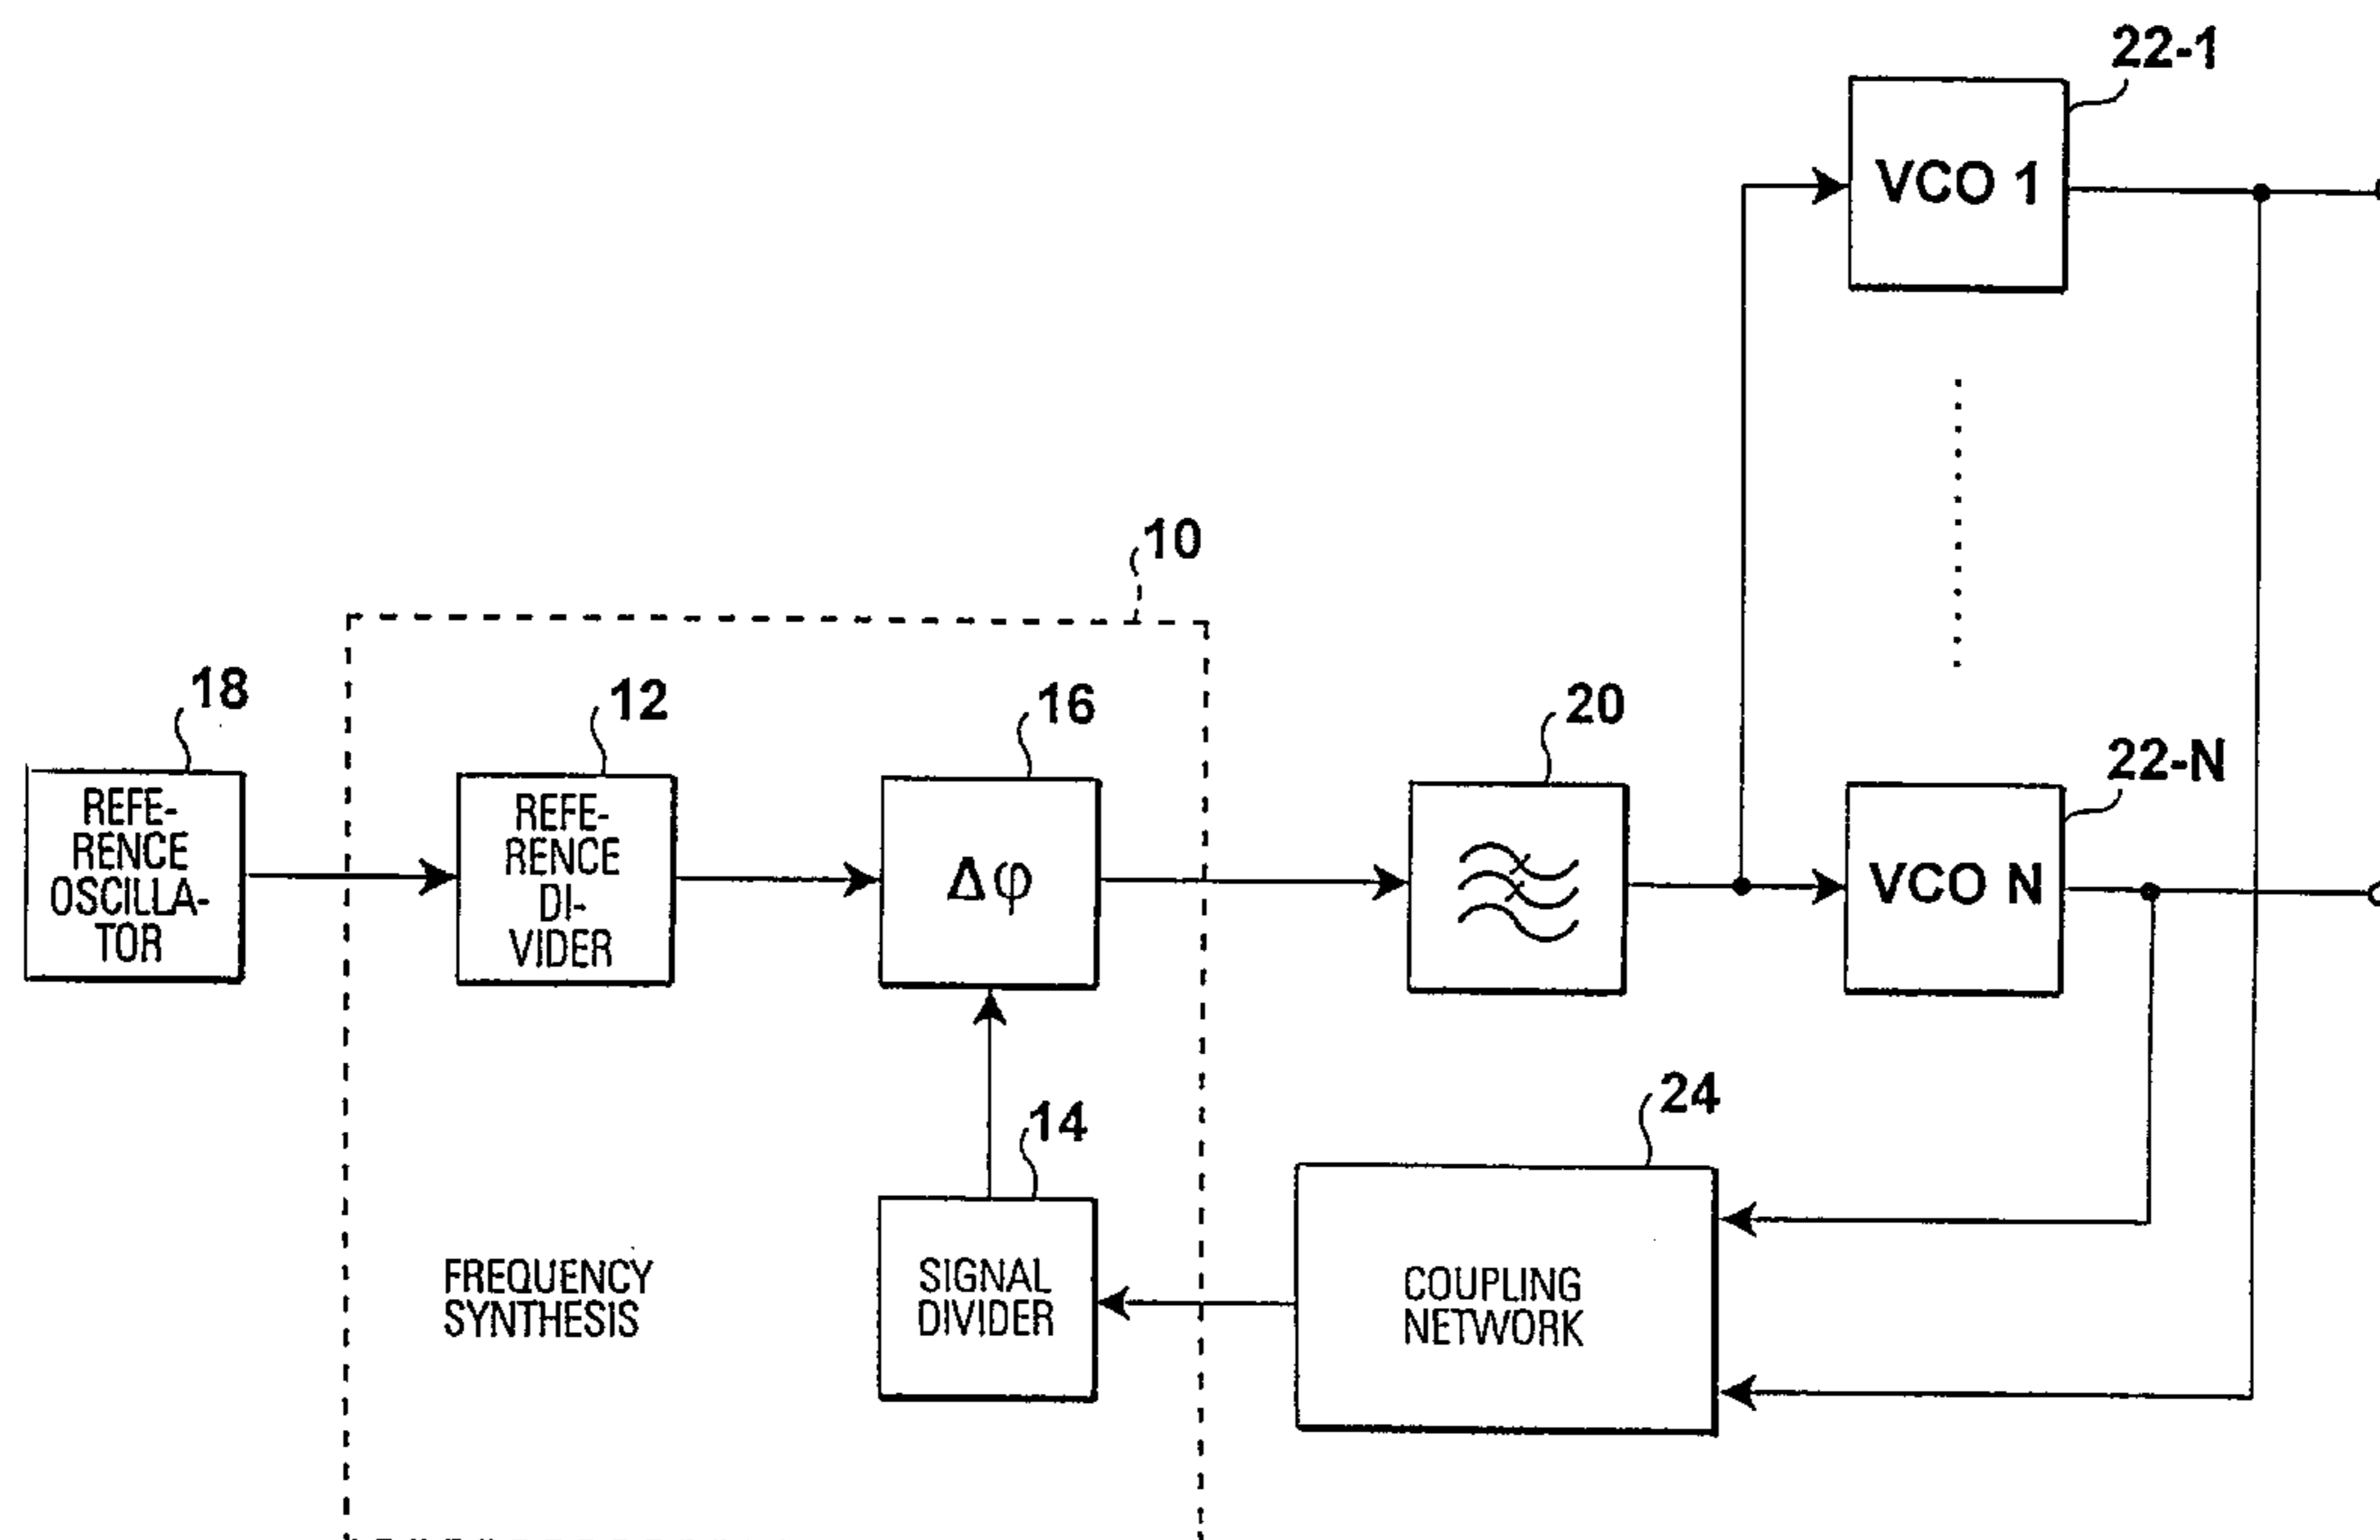 22-1
VCO 1
10
18
12
16
20
22-N
REFE-
RENCE
OSCILLA-
TOR
REFE-
RENCE
DI-
VIDER
Δφ
VCO N
24
14
FREQUENCY
SYNTHESIS
SIGNAL
DIVIDER
COUPLING
NETWORK